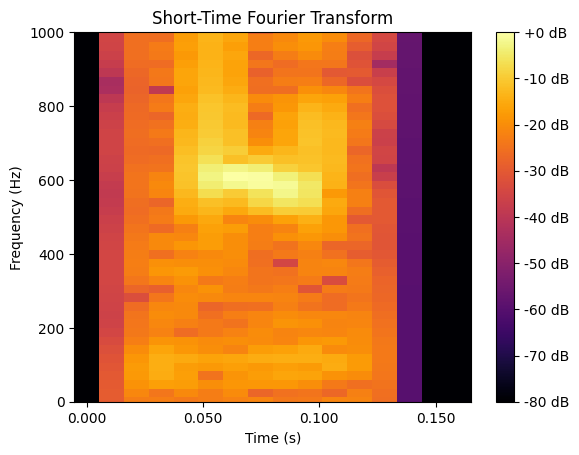 Short-Time Fourier Transform
1000
800
600
400
200
0
Frequency (Hz)
0.000
0.050
0.100
0.150
Time (s)
+0 dB
-10 dB
-20 dB
-30 dB
-40 dB
-50 dB
-60 dB
-70 dB
-80 dB